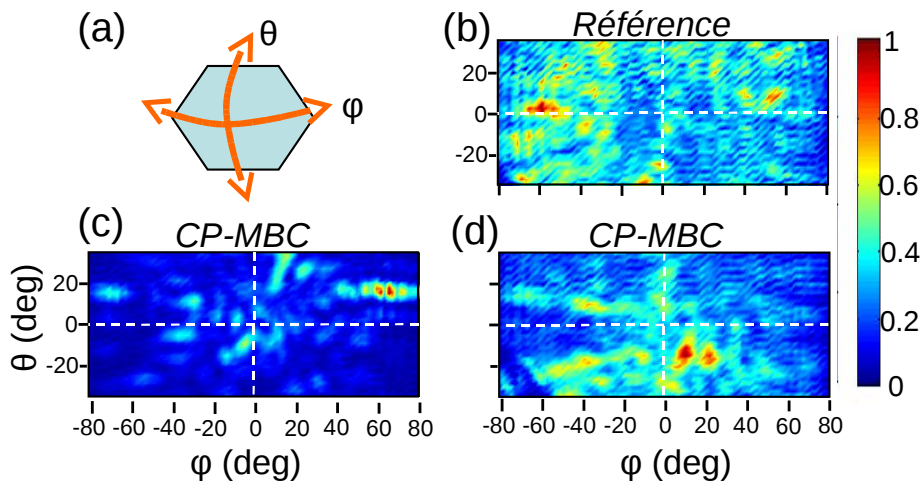 (a)
θ
φ
(b)
Référence
20
0
-20
1
0.8
0.6
0.4
0.2
0
(c)
CP-MBC
θ (deg)
20
0
-20
-80 -60 -40 -20 0 20 40 60 80
φ (deg)
(d)
CP-MBC
-80 -60 -40 -20 0 20 40 60 80
φ (deg)